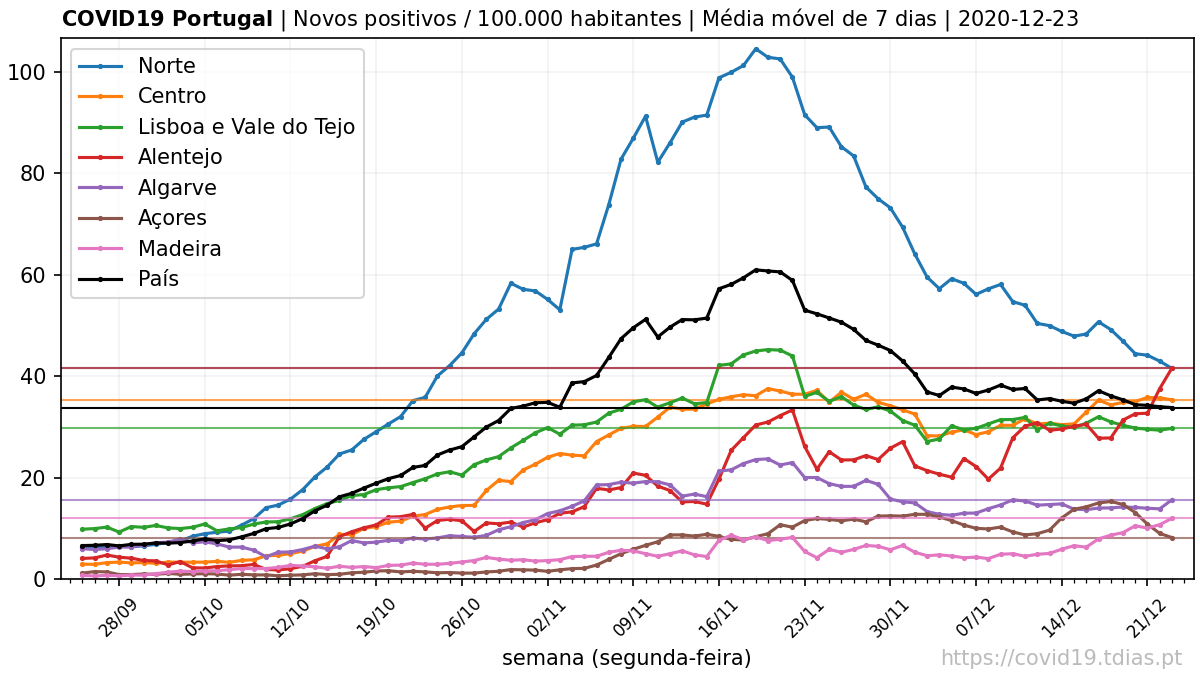 COVID19 Portugal | Novos positivos / 100.000 habitantes | Média móvel de 7 dias | 2020-12-23
100
80
60
40
20
0
Norte
Centro
Lisboa e Vale do Tejo
Alentejo
Algarve
Açores
Madeira
País
28/09 05/10 12/10 19/10 26/10 02/11 09/11 16/11 23/11 30/11 07/12 14/12 21/12
semana (segunda-feira)
https://covid19.tdias.pt